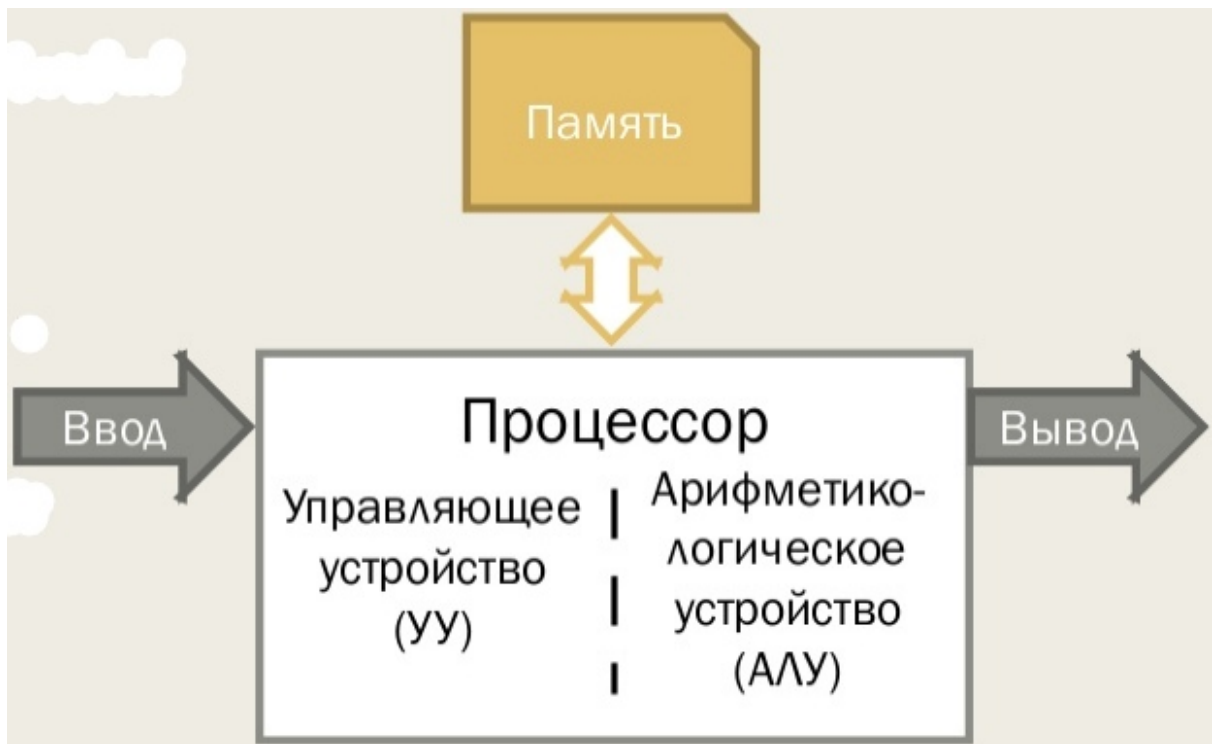 Память
Ввод
Процессор
Вывод
Управляющее
устройство
(УУ)
Арифметико-
логическое
устройство
(АЛУ)